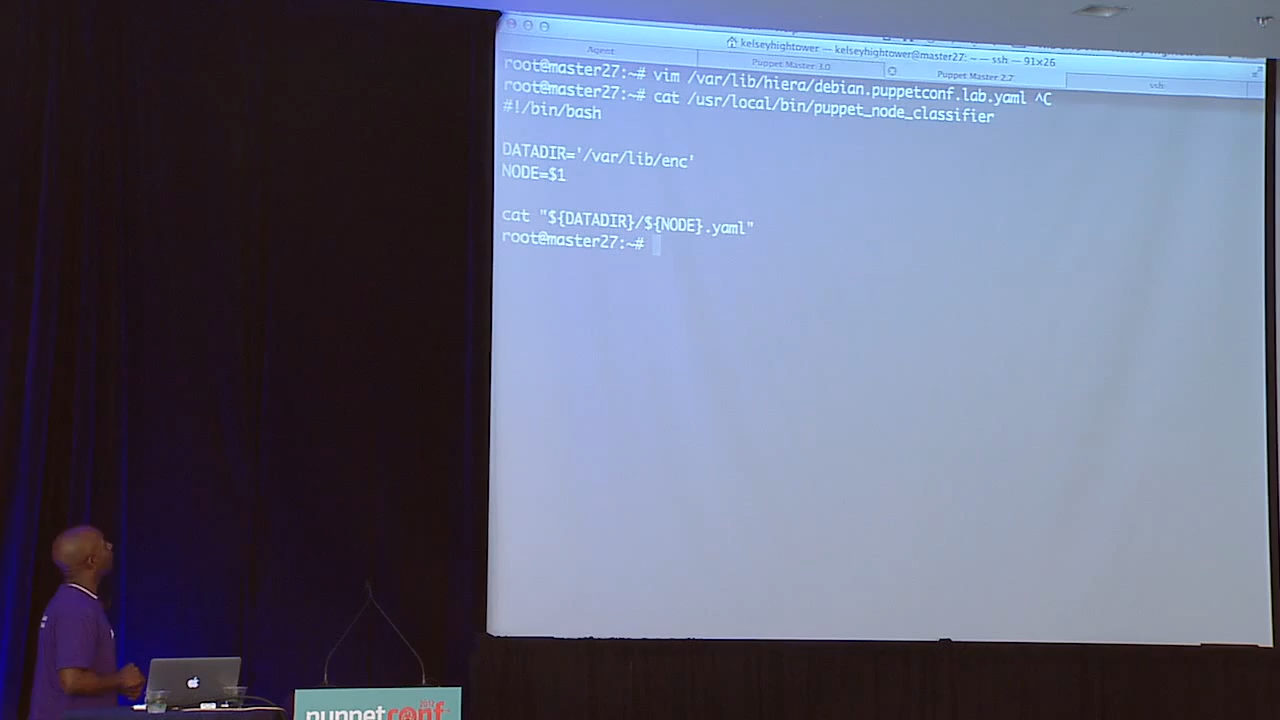 kelseyhightower — kelseyhightower@master27: ~ — ssh — 91×26
Agent
Puppet Master 3.0
Puppet Master 2.7
ssh
root@master27:~# vim /var/lib/hiera/debian.puppetconf.lab.yaml ^C
root@master27:~# cat /usr/local/bin/puppet_node_classifier
#!/bin/bash
DATADIR='/var/lib/enc'
NODE=$1
cat "${DATADIR}/${NODE}.yaml"
root@master27:~#
2012
puppetconf